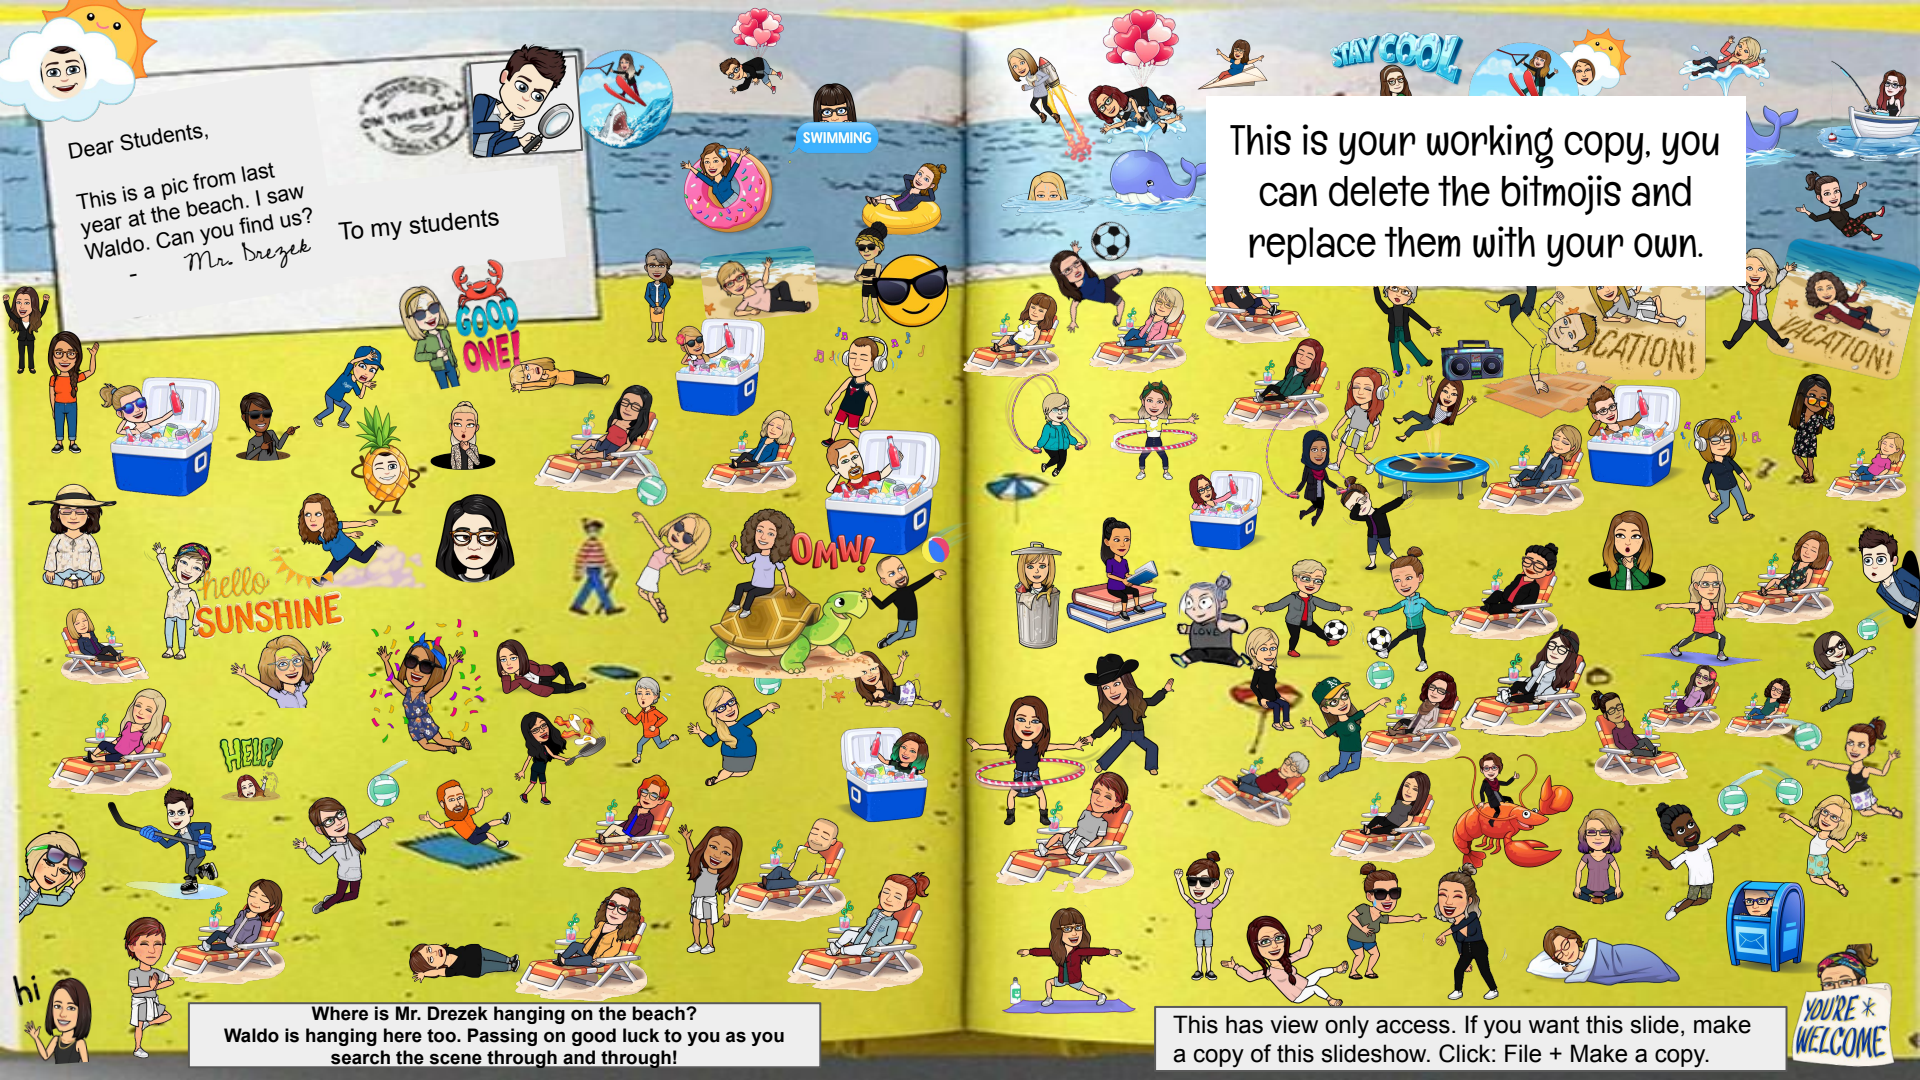 Dear Students,
This is a pic from last
year at the beach. I saw
Waldo. Can you find us?
- Mr. Drezek
To my students
ON THE BEACH
SWIMMING
STAY COOL
This is your working copy, you
can delete the bitmojis and
replace them with your own.
GOOD
ONE!
CATION!
VACATION!
OMW!
hello
SUNSHINE
LOVE
HELP!
hi
Where is Mr. Drezek hanging on the beach?
Waldo is hanging here too. Passing on good luck to you as you
search the scene through and through!
This has view only access. If you want this slide, make
a copy of this slideshow. Click: File + Make a copy.
YOU'RE
WELCOME